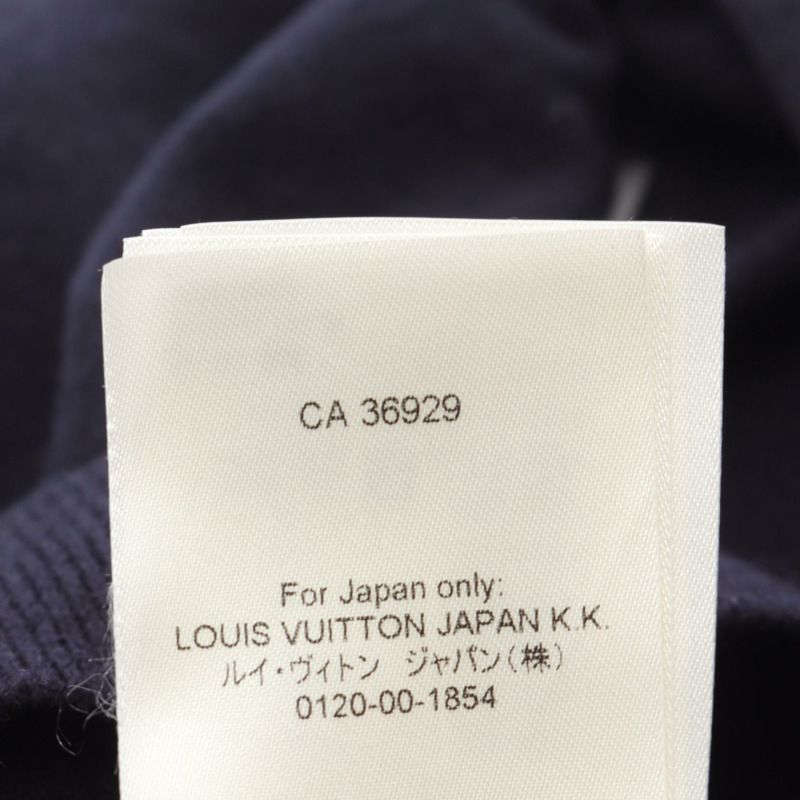 CA 36929
For Japan only:
LOUIS VUITTON JAPAN K.K.
ルイ・ヴィトン ジャパン(株)
0120-00-1854